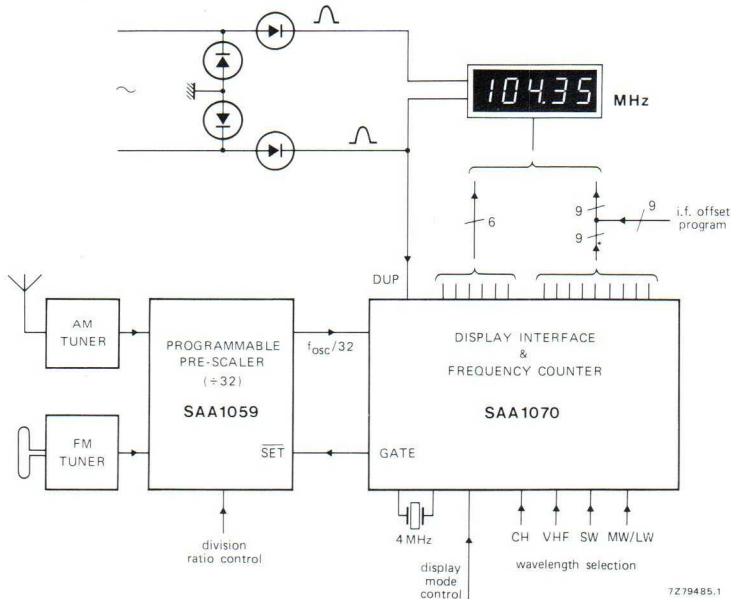 104.35
MHz
6
9
9
9
i.f. offset
program
DUP
AM
TUNER
PROGRAMMABLE
PRE-SCALER
(÷32)
SAA1059
fosc/32
DISPLAY INTERFACE
&
FREQUENCY COUNTER
SAA1070
FM
TUNER
SET
GATE
division
ratio control
4 MHz
display
mode
control
CH VHF SW MW/LW
wavelength selection
7Z79485.1